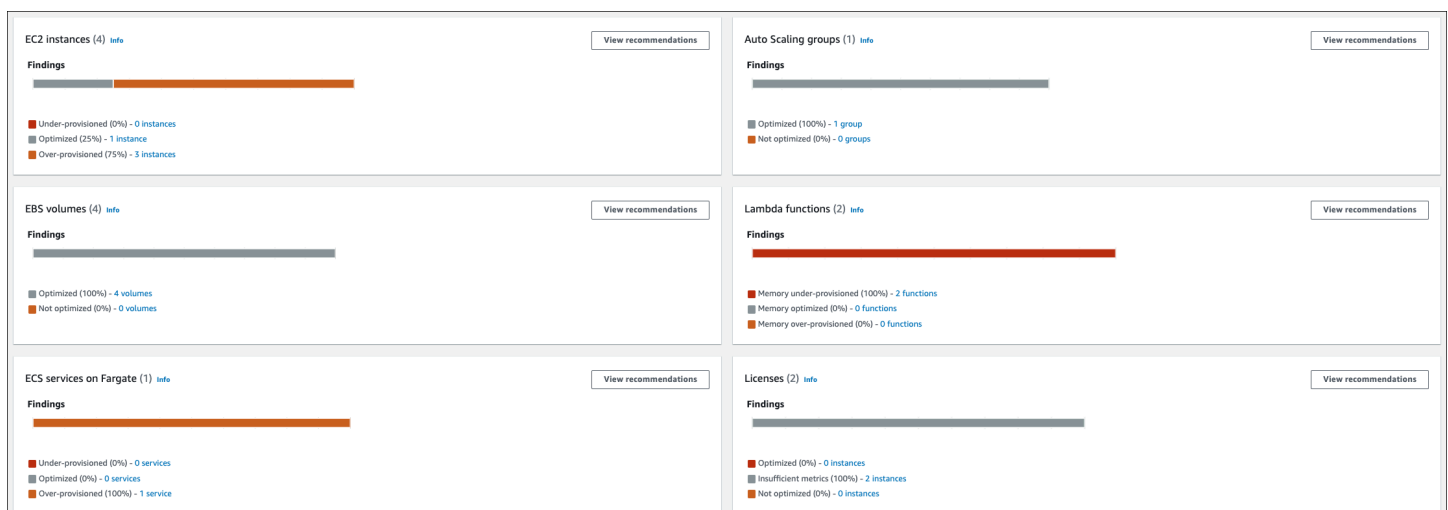 EC2 instances (4) Info
View recommendations
Findings
Under-provisioned (0%) - 0 instances
Optimized (25%) - 1 instance
Over-provisioned (75%) - 3 instances
Auto Scaling groups (1) Info
View recommendations
Findings
Optimized (100%) - 1 group
Not optimized (0%) - 0 groups
EBS volumes (4) Info
View recommendations
Findings
Optimized (100%) - 4 volumes
Not optimized (0%) - 0 volumes
Lambda functions (2) Info
View recommendations
Findings
Memory under-provisioned (100%) - 2 functions
Memory optimized (0%) - 0 functions
Memory over-provisioned (0%) - 0 functions
ECS services on Fargate (1) Info
View recommendations
Findings
Under-provisioned (0%) - 0 services
Optimized (0%) - 0 services
Over-provisioned (100%) - 1 service
Licenses (2) Info
View recommendations
Findings
Optimized (0%) - 0 instances
Insufficient metrics (100%) - 2 instances
Not optimized (0%) - 0 instances